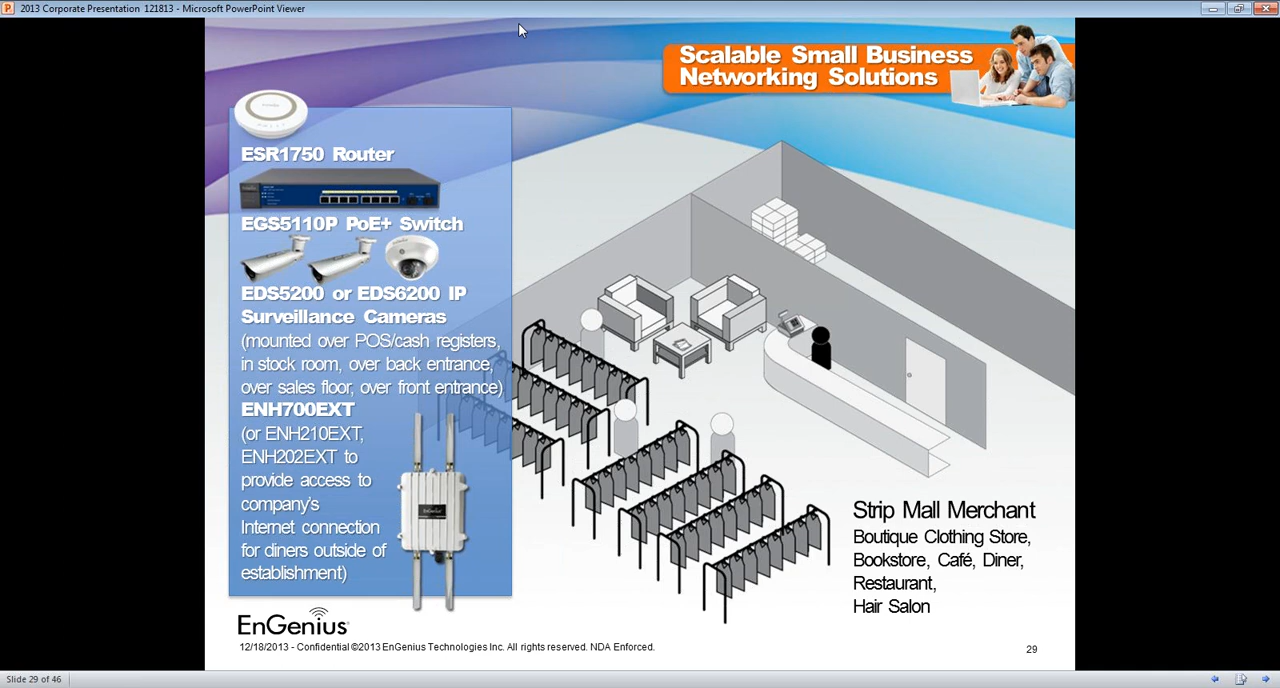 2013 Corporate Presentation 121813 - Microsoft PowerPoint Viewer
Scalable Small Business
Networking Solutions
ESR1750 Router
EGS5110P PoE+ Switch
EDS5200 or EDS6200 IP
Surveillance Cameras
(mounted over POS/cash registers,
in stock room, over back entrance,
over sales floor, over front entrance)
ENH700EXT
(or ENH210EXT,
ENH202EXT to
provide access to
company's
Internet connection
for diners outside of
establishment)
EnGenius
Strip Mall Merchant
Boutique Clothing Store,
Bookstore, Café, Diner,
Restaurant,
Hair Salon
EnGenius
12/18/2013 - Confidential ©2013 EnGenius Technologies Inc. All rights reserved. NDA Enforced.
29
Slide 29 of 46